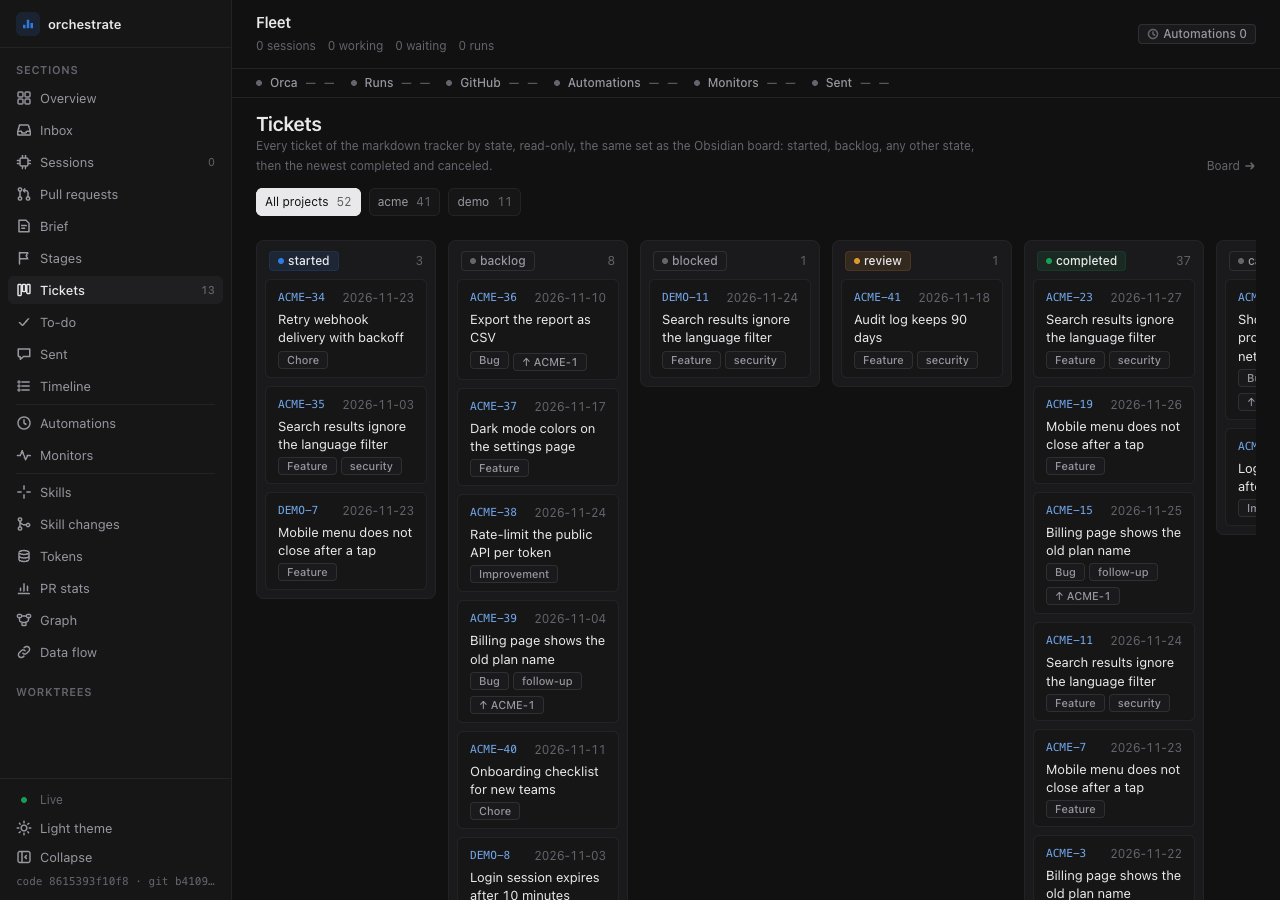 orchestrate
SECTIONS
Overview
Inbox
Sessions 0
Pull requests
Brief
Stages
Tickets 13
To-do
Sent
Timeline
Automations
Monitors
Skills
Skill changes
Tokens
PR stats
Graph
Data flow
WORKTREES
Live
Light theme
Collapse
code 8615393f10f8 · git b4109…
Fleet
0 sessions 0 working 0 waiting 0 runs
Automations 0
Orca — — Runs — — GitHub — — Automations — — Monitors — — Sent — —
Tickets
Every ticket of the markdown tracker by state, read-only, the same set as the Obsidian board: started, backlog, any other state,
then the newest completed and canceled.
Board →
All projects 52 acme 41 demo 11
started 3
ACME-34 2026-11-23
Retry webhook
delivery with backoff
Chore
ACME-35 2026-11-03
Search results ignore
the language filter
Feature security
DEMO-7 2026-11-23
Mobile menu does not
close after a tap
Feature
backlog 8
ACME-36 2026-11-10
Export the report as
CSV
Bug ↑ ACME-1
ACME-37 2026-11-17
Dark mode colors on
the settings page
Feature
ACME-38 2026-11-24
Rate-limit the public
API per token
Improvement
ACME-39 2026-11-04
Billing page shows the
old plan name
Bug follow-up
↑ ACME-1
ACME-40 2026-11-11
Onboarding checklist
for new teams
Chore
DEMO-8 2026-11-03
Login session expires
after 10 minutes
blocked 1
DEMO-11 2026-11-24
Search results ignore
the language filter
Feature security
review 1
ACME-41 2026-11-18
Audit log keeps 90
days
Feature security
completed 37
ACME-23 2026-11-27
Search results ignore
the language filter
Feature security
ACME-19 2026-11-26
Mobile menu does not
close after a tap
Feature
ACME-15 2026-11-25
Billing page shows the
old plan name
Bug follow-up
↑ ACME-1
ACME-11 2026-11-24
Search results ignore
the language filter
Feature security
ACME-7 2026-11-23
Mobile menu does not
close after a tap
Feature
ACME-3 2026-11-22
Billing page shows the
old plan name